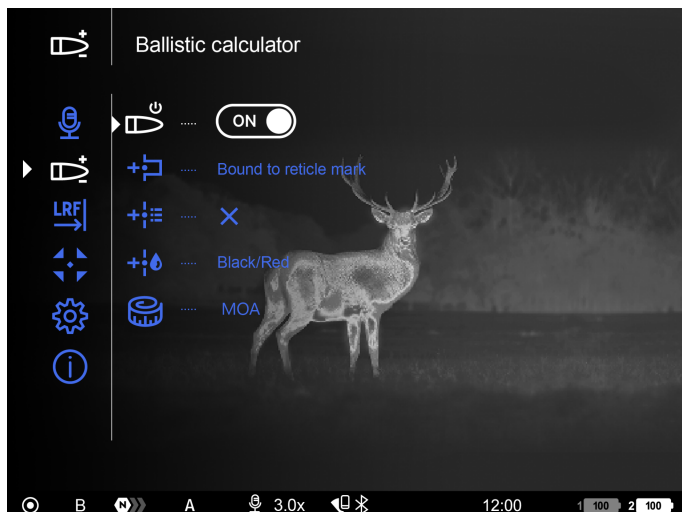 Ballistic calculator
ON
Bound to reticle mark
LRF
Black/Red
MOA
B N A 3.0x 12:00 1 100 2 100